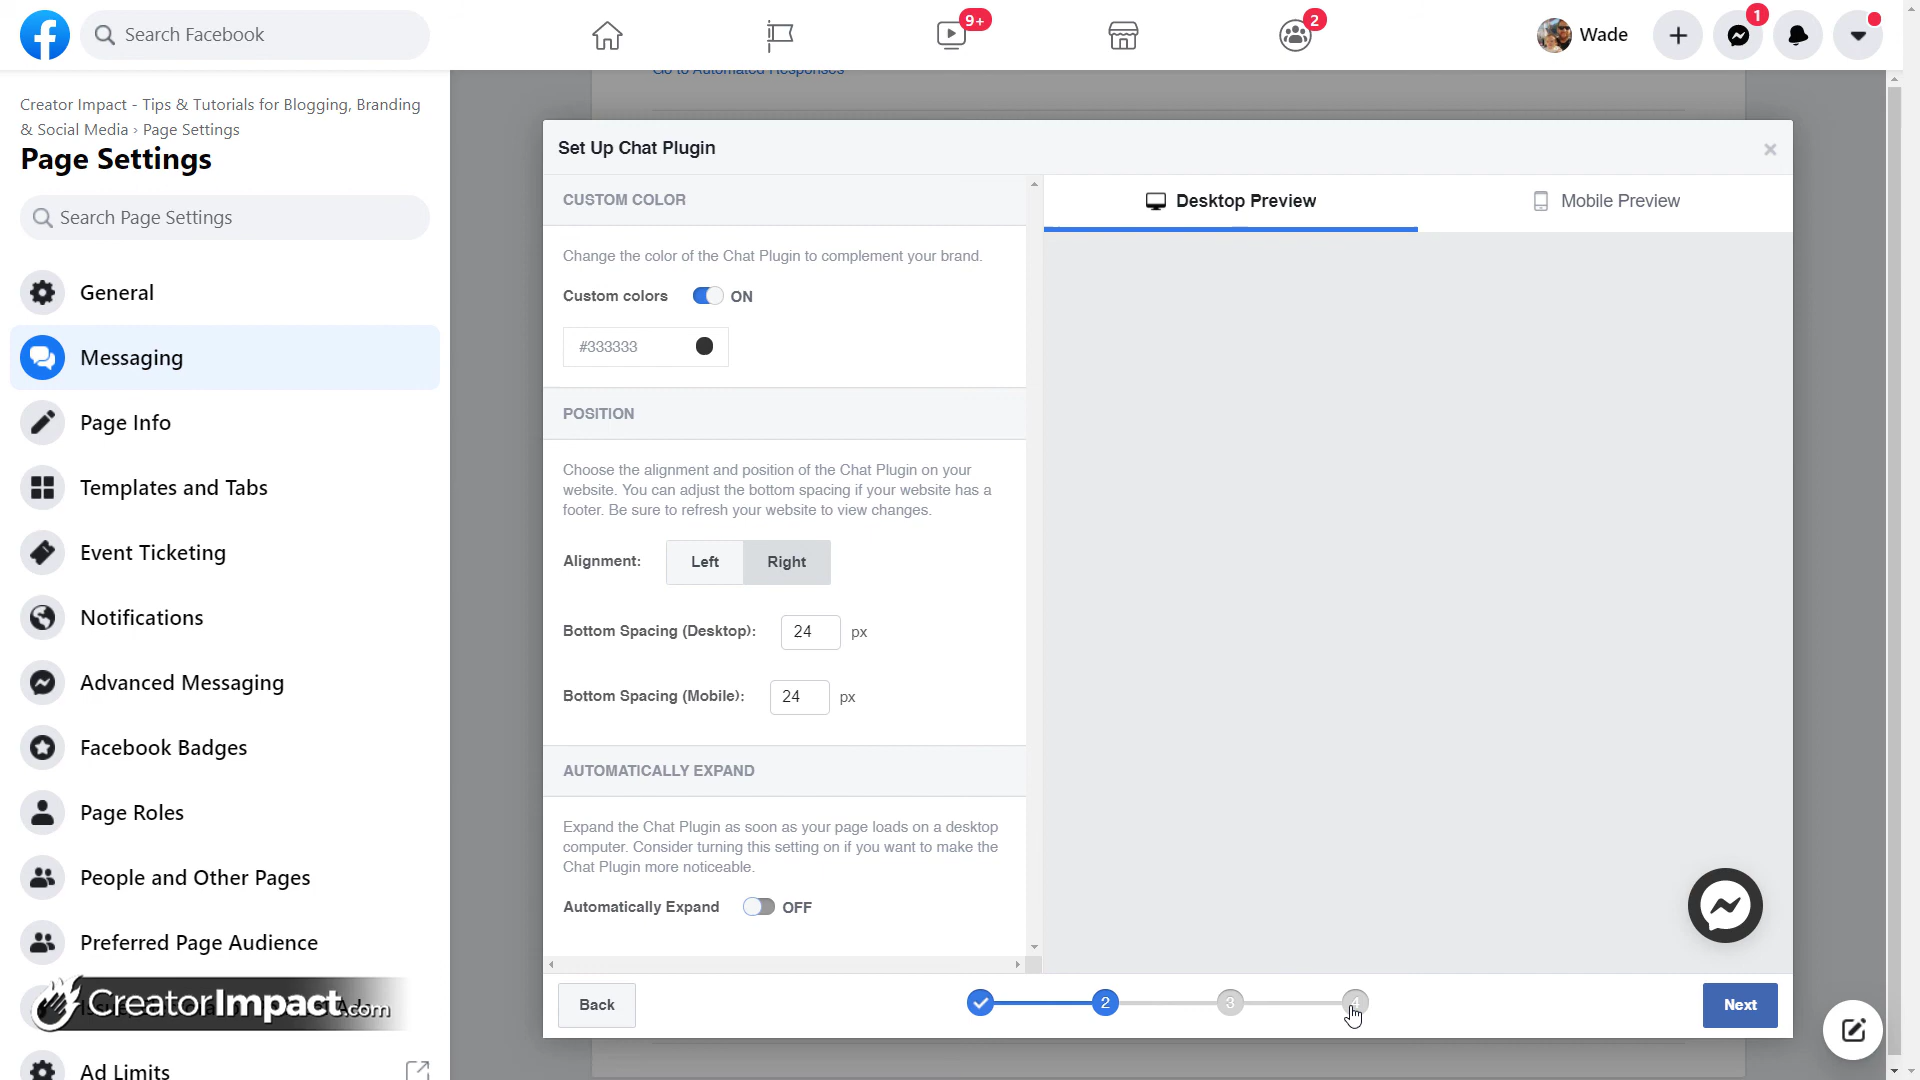 Search Facebook
9+
2
Wade
1
Creator Impact - Tips & Tutorials for Blogging, Branding
& Social Media › Page Settings
Page Settings
Search Page Settings
General
Messaging
Page Info
Templates and Tabs
Event Ticketing
Notifications
Advanced Messaging
Facebook Badges
Page Roles
People and Other Pages
Preferred Page Audience
CreatorImpact.com
Ad Limits
Go to Automated Responses
Set Up Chat Plugin
CUSTOM COLOR
Change the color of the Chat Plugin to complement your brand.
Custom colors ON
#333333
POSITION
Choose the alignment and position of the Chat Plugin on your
website. You can adjust the bottom spacing if your website has a
footer. Be sure to refresh your website to view changes.
Alignment: Left Right
Bottom Spacing (Desktop): 24 px
Bottom Spacing (Mobile): 24 px
AUTOMATICALLY EXPAND
Expand the Chat Plugin as soon as your page loads on a desktop
computer. Consider turning this setting on if you want to make the
Chat Plugin more noticeable.
Automatically Expand OFF
Desktop Preview
Mobile Preview
Back
2
3
4
Next